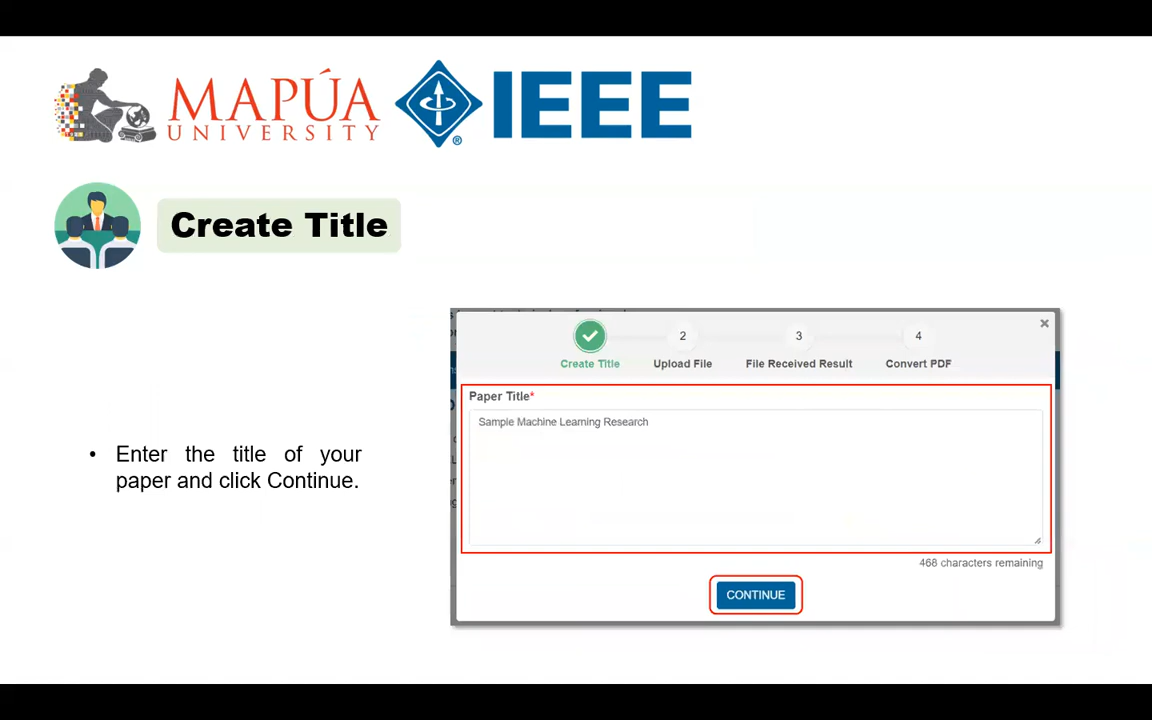 MAPÚA
UNIVERSITY
IEEE
®
Create Title
• Enter the title of your
paper and click Continue.
×
2
3
4
Create Title
Upload File
File Received Result
Convert PDF
Paper Title*
Sample Machine Learning Research
468 characters remaining
CONTINUE